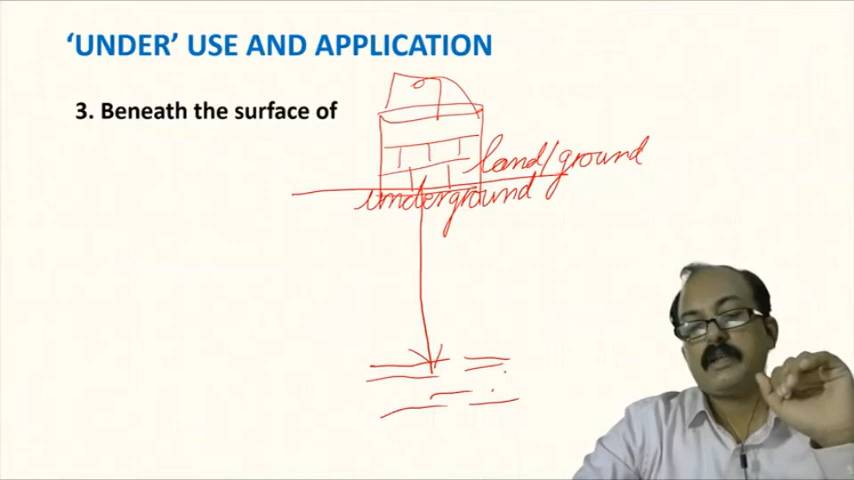 ‘UNDER’ USE AND APPLICATION
3. Beneath the surface of
land/ground
underground